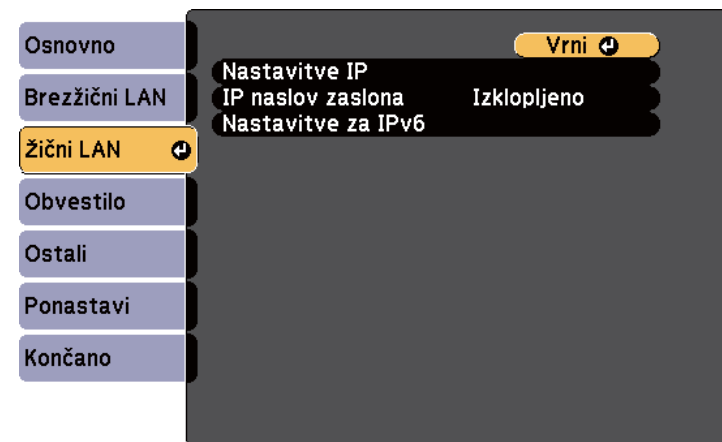 Osnovno
Brezžični LAN
Žični LAN
Obvestilo
Ostali
Ponastavi
Končano
Vrni
Nastavitve IP
IP naslov zaslona Izklopljeno
Nastavitve za IPv6